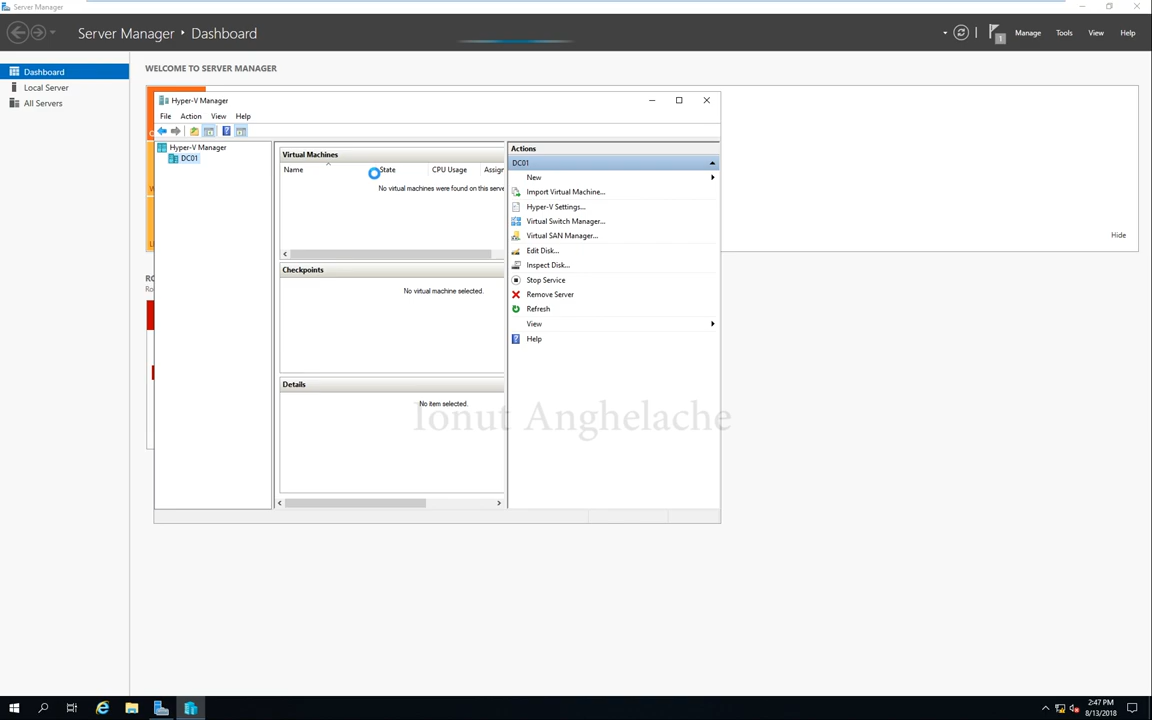 Server Manager
Server Manager ‣ Dashboard
1
Manage
Tools
View
Help
Dashboard
Local Server
All Servers
WELCOME TO SERVER MANAGER
Hide
Hyper-V Manager
File
Action
View
Help
Hyper-V Manager
DC01
Virtual Machines
Name
State
CPU Usage
Assign
No virtual machines were found on this serve
Checkpoints
No virtual machine selected.
Details
No item selected.
Actions
DC01
New
Import Virtual Machine...
Hyper-V Settings...
Virtual Switch Manager...
Virtual SAN Manager...
Edit Disk...
Inspect Disk...
Stop Service
Remove Server
Refresh
View
Help
Ionut Anghelache
2:47 PM
8/13/2018